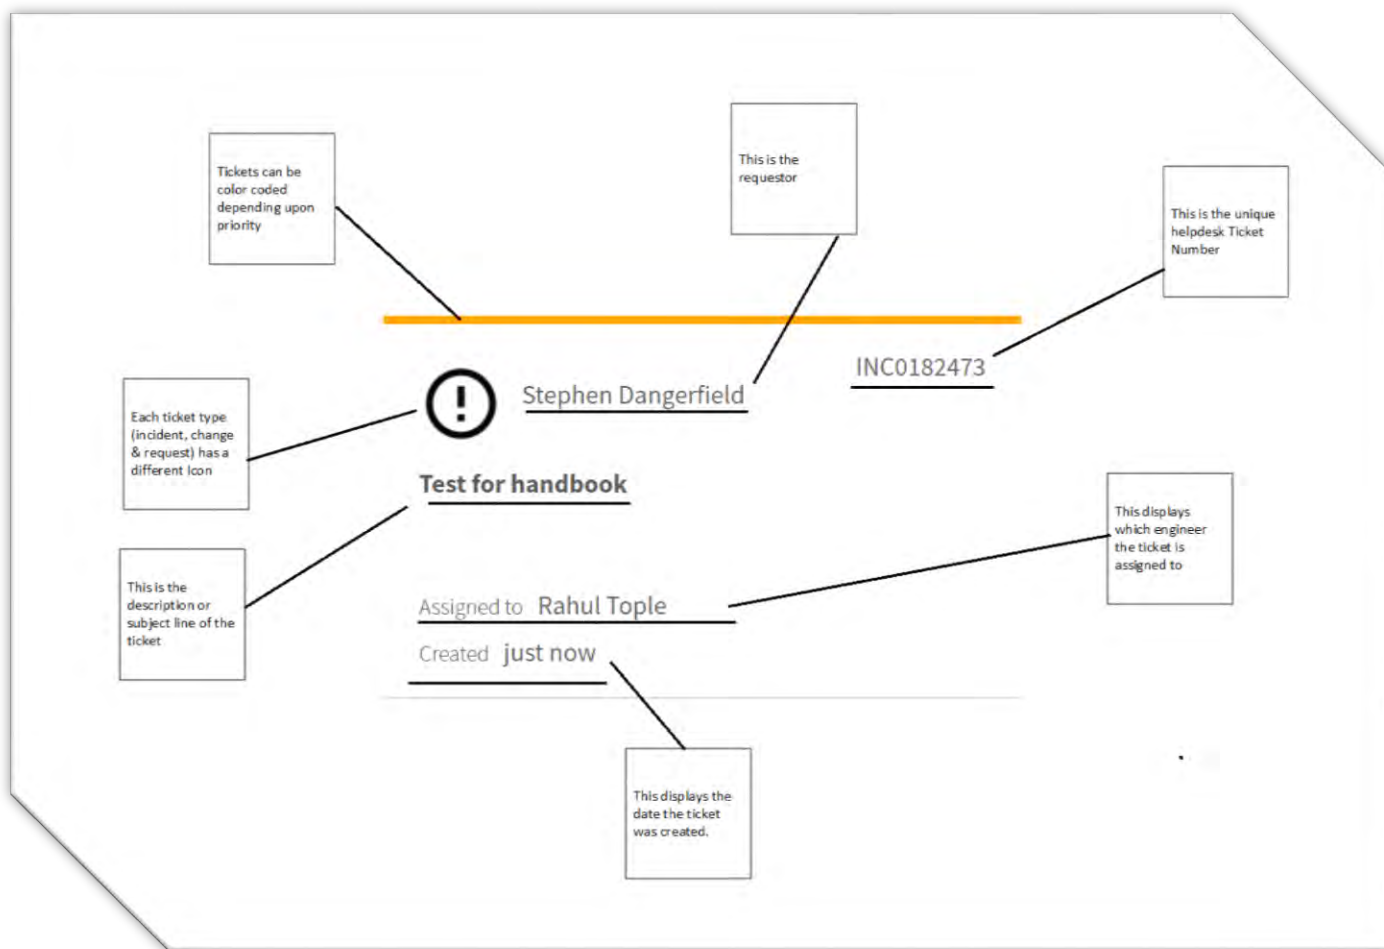 This is the
requestor
Tickets can be
color coded
depending upon
priority
This is the unique
helpdesk Ticket
Number
INC0182473
Stephen Dangerfield
Each ticket type
(incident, change
& request) has a
different Icon
Test for handbook
This displays
which engineer
the ticket is
assigned to
This is the
description or
subject line of the
ticket
Assigned to Rahul Tople
Created just now
This displays the
date the ticket
was created.